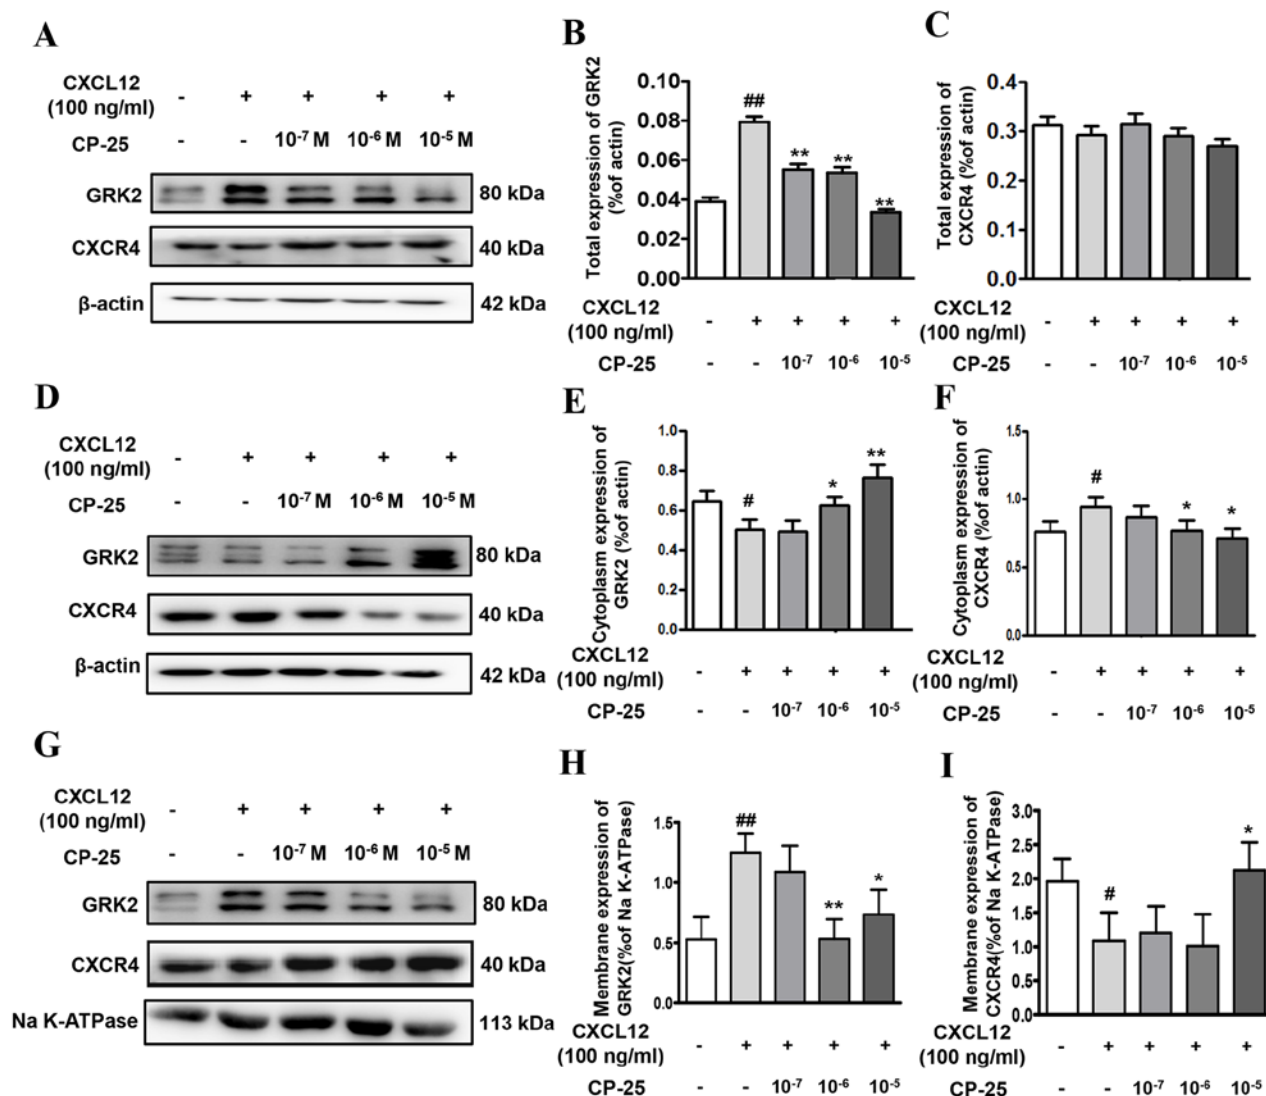 A
CXCL12
(100 ng/ml)
- + + + +
CP-25
- - 10⁻⁷ M 10⁻⁶ M 10⁻⁵ M
GRK2
80 kDa
CXCR4
40 kDa
β-actin
42 kDa
B
Total expression of GRK2
(%of actin)
0.10
0.08
0.06
0.04
0.02
0.00
##
**
**
**
CXCL12
(100 ng/ml)
- + + + +
CP-25
- - 10⁻⁷ 10⁻⁶ 10⁻⁵
C
Total expression of
CXCR4 (%of actin)
0.4
0.3
0.2
0.1
0.0
CXCL12
(100 ng/ml)
- + + + +
CP-25
- - 10⁻⁷ 10⁻⁶ 10⁻⁵
D
CXCL12
(100 ng/ml)
- + + + +
CP-25
- - 10⁻⁷ M 10⁻⁶ M 10⁻⁵ M
GRK2
80 kDa
CXCR4
40 kDa
β-actin
42 kDa
E
Cytoplasm expression of
GRK2 (%of actin)
1.0
0.8
0.6
0.4
0.2
0.0
#
*
**
CXCL12
(100 ng/ml)
- + + + +
CP-25
- - 10⁻⁷ 10⁻⁶ 10⁻⁵
F
Cytoplasm expression of
CXCR4 (%of actin)
1.5
1.0
0.5
0.0
#
*
*
CXCL12
(100 ng/ml)
- + + + +
CP-25
- - 10⁻⁷ 10⁻⁶ 10⁻⁵
G
CXCL12
(100 ng/ml)
- + + + +
CP-25
- - 10⁻⁷ M 10⁻⁶ M 10⁻⁵ M
GRK2
80 kDa
CXCR4
40 kDa
Na K-ATPase
113 kDa
H
Membrane expression of
GRK2(%of Na K-ATPase)
1.5
1.0
0.5
0.0
##
**
*
CXCL12
(100 ng/ml)
- + + + +
CP-25
- - 10⁻⁷ 10⁻⁶ 10⁻⁵
I
Membrane expression of
CXCR4(%of Na K-ATPase)
3.0
2.5
2.0
1.5
1.0
0.5
0.0
#
*
CXCL12
(100 ng/ml)
- + + + +
CP-25
- - 10⁻⁷ 10⁻⁶ 10⁻⁵